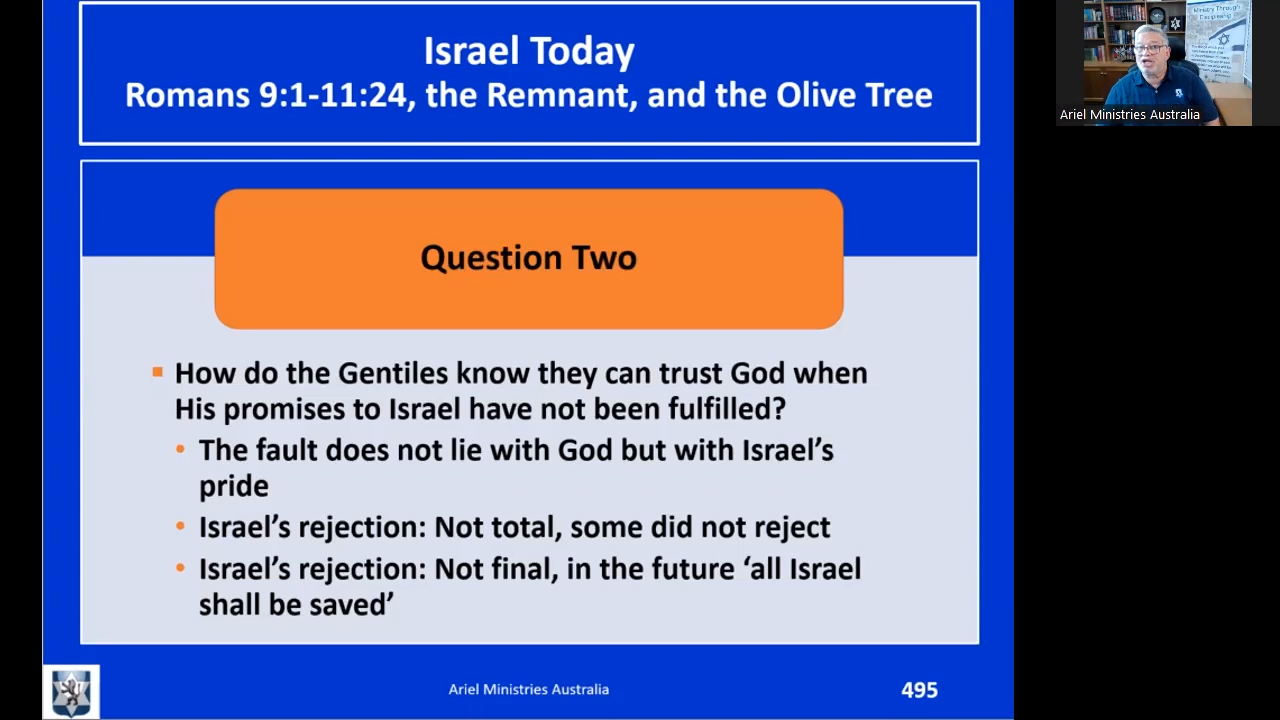 Israel Today
Romans 9:1-11:24, the Remnant, and the Olive Tree
Question Two
How do the Gentiles know they can trust God when
His promises to Israel have not been fulfilled?
The fault does not lie with God but with Israel's
pride
Israel's rejection: Not total, some did not reject
Israel's rejection: Not final, in the future ‘all Israel
shall be saved’
Ariel Ministries Australia
495
Ministry Through
Discipleship
Ariel Ministries Australia